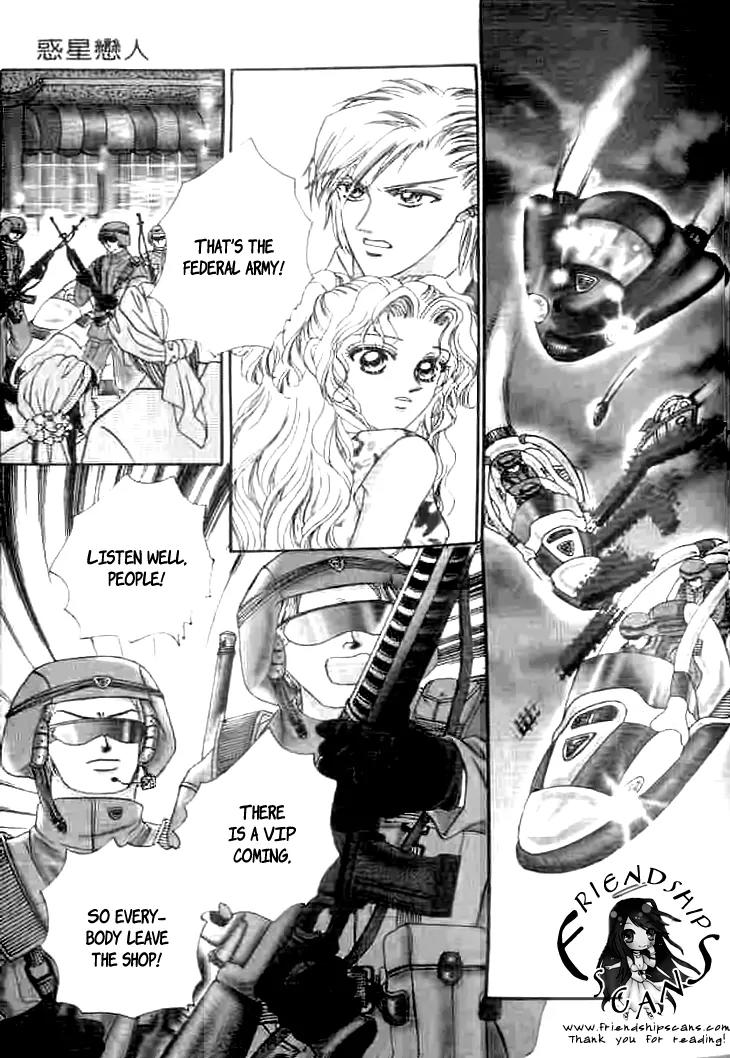 惑星戀人
THAT'S THE
FEDERAL ARMY!
LISTEN WELL,
PEOPLE!
THERE
IS A VIP
COMING.
SO EVERY-
BODY LEAVE
THE SHOP!
FRIENDSHIPS
SCANS
www.friendshipscans.com
Thank you for reading!